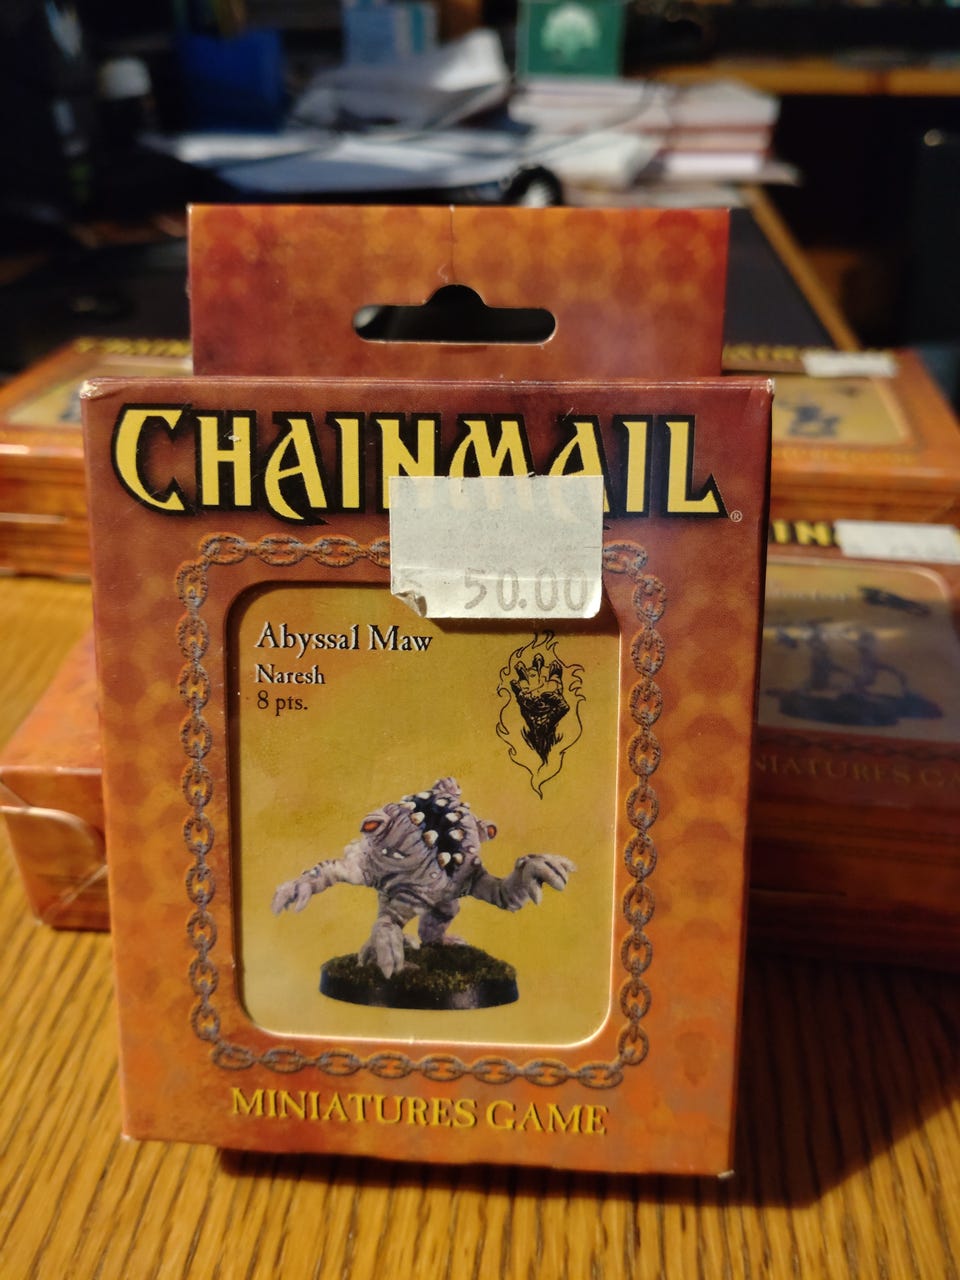 CHAINMAIL®
50.00
Abyssal Maw
Naresh
8 pts.
MINIATURES GAME